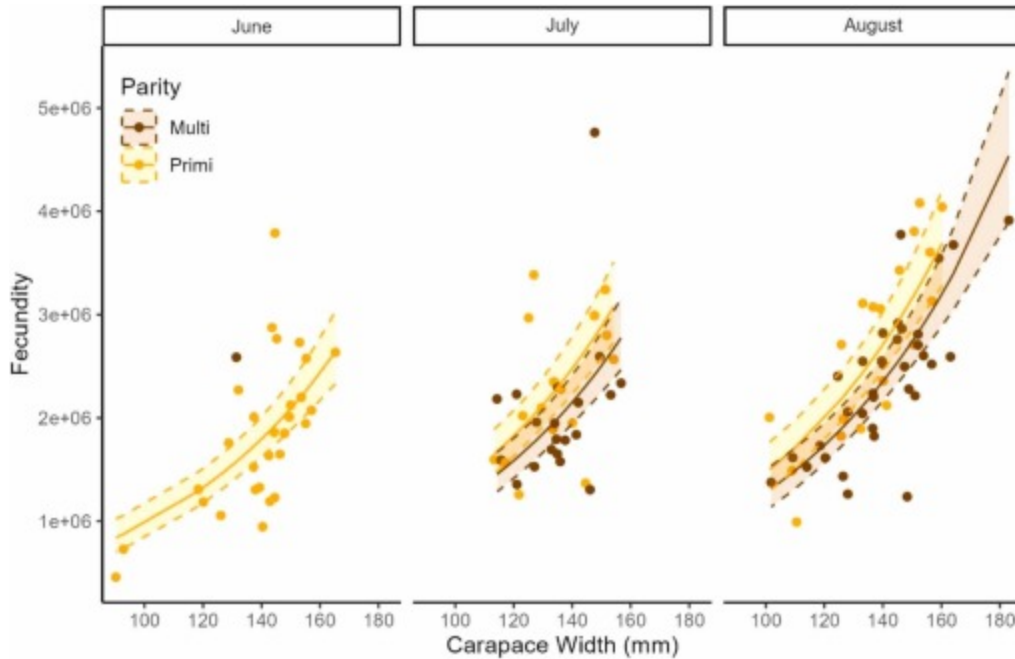 June July August
Parity
Multi
Primi
5e+06
4e+06
3e+06
2e+06
1e+06
Fecundity
100 120 140 160 180 100 120 140 160 180 100 120 140 160 180
Carapace Width (mm)